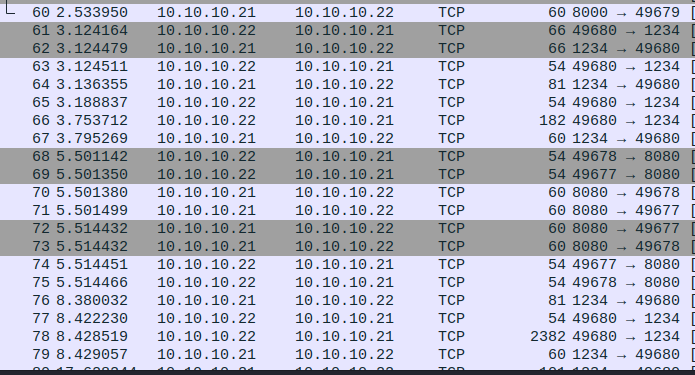 60 2.533950 10.10.10.21 10.10.10.22 TCP 60 8000 → 49679 [
61 3.124164 10.10.10.22 10.10.10.21 TCP 66 49680 → 1234 [
62 3.124479 10.10.10.21 10.10.10.22 TCP 66 1234 → 49680 [
63 3.124511 10.10.10.22 10.10.10.21 TCP 54 49680 → 1234 [
64 3.136355 10.10.10.21 10.10.10.22 TCP 81 1234 → 49680 [
65 3.188837 10.10.10.22 10.10.10.21 TCP 54 49680 → 1234 [
66 3.753712 10.10.10.22 10.10.10.21 TCP 182 49680 → 1234 [
67 3.795269 10.10.10.21 10.10.10.22 TCP 60 1234 → 49680 [
68 5.501142 10.10.10.22 10.10.10.21 TCP 54 49678 → 8080 [
69 5.501350 10.10.10.22 10.10.10.21 TCP 54 49677 → 8080 [
70 5.501380 10.10.10.21 10.10.10.22 TCP 60 8080 → 49678 [
71 5.501499 10.10.10.21 10.10.10.22 TCP 60 8080 → 49677 [
72 5.514432 10.10.10.21 10.10.10.22 TCP 60 8080 → 49677 [
73 5.514432 10.10.10.21 10.10.10.22 TCP 60 8080 → 49678 [
74 5.514451 10.10.10.22 10.10.10.21 TCP 54 49677 → 8080 [
75 5.514466 10.10.10.22 10.10.10.21 TCP 54 49678 → 8080 [
76 8.380032 10.10.10.21 10.10.10.22 TCP 81 1234 → 49680 [
77 8.422230 10.10.10.22 10.10.10.21 TCP 54 49680 → 1234 [
78 8.428519 10.10.10.22 10.10.10.21 TCP 2382 49680 → 1234 [
79 8.429057 10.10.10.21 10.10.10.22 TCP 60 1234 → 49680 [